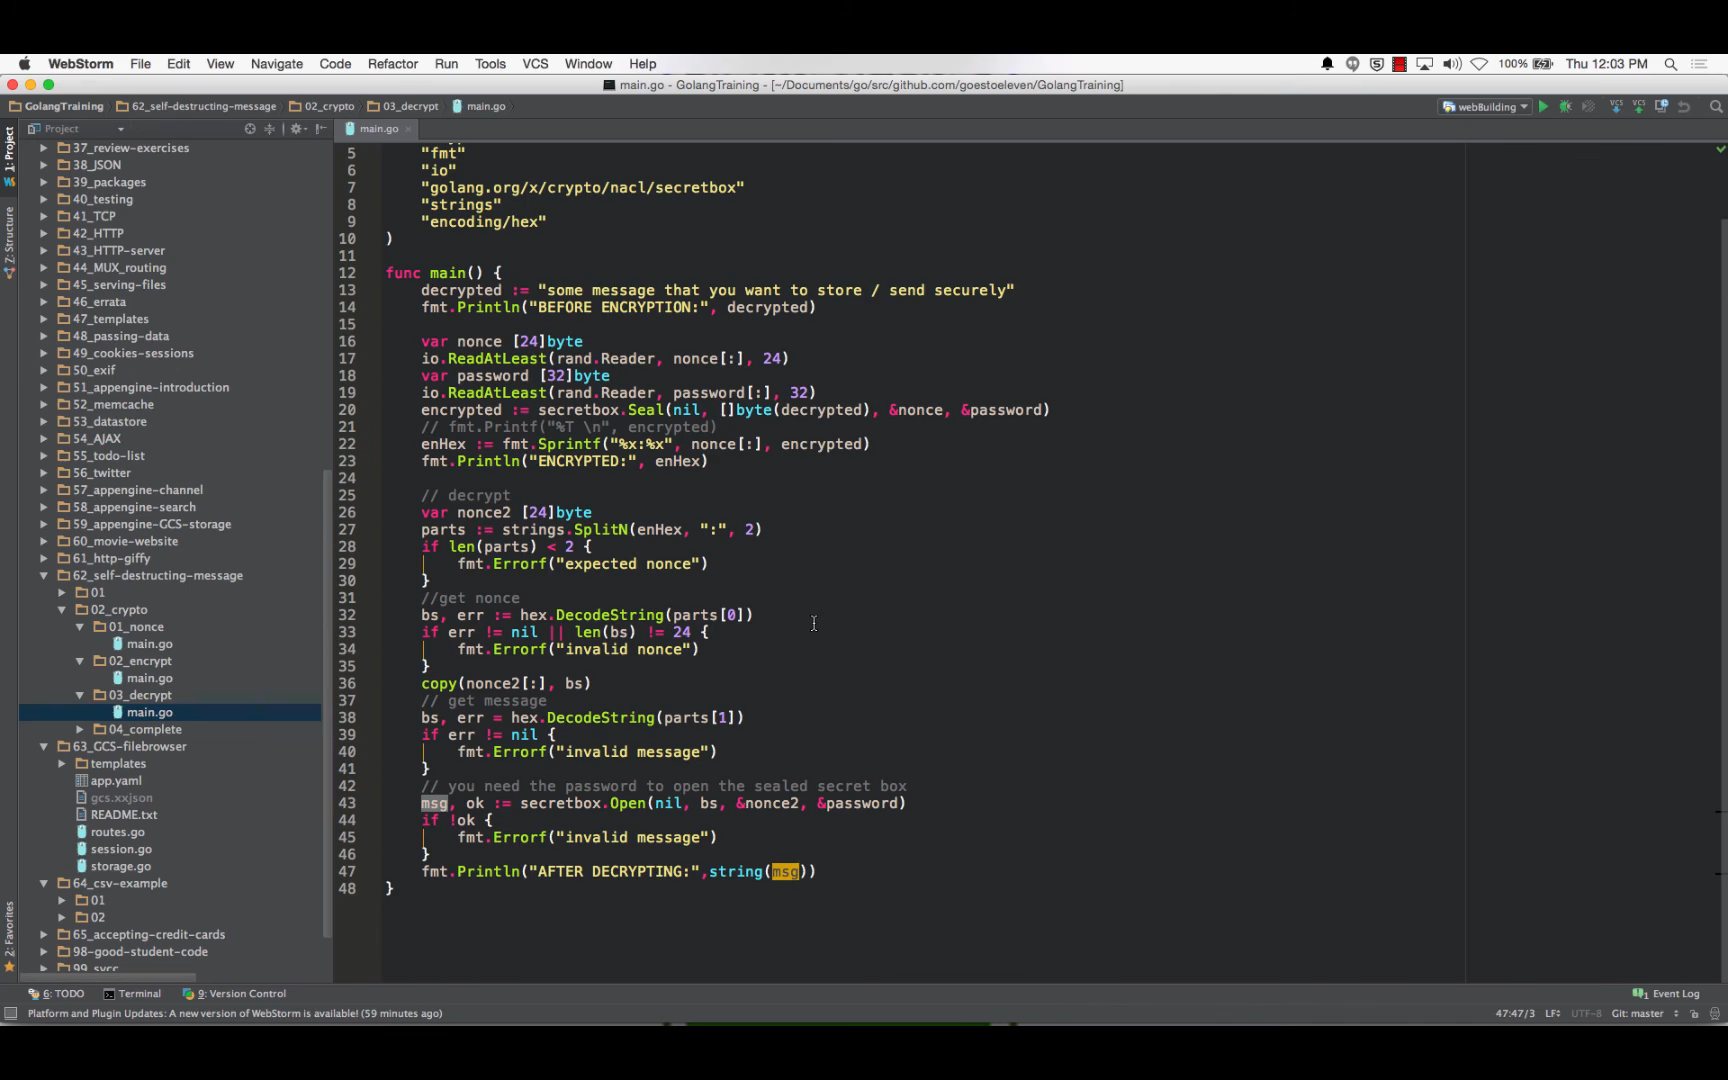 WebStorm File Edit View Navigate Code Refactor Run Tools VCS Window Help 100% Thu 12:03 PM
main.go - GolangTraining - [~/Documents/go/src/github.com/goestoeleven/GolangTraining]
GolangTraining 62_self-destructing-message 02_crypto 03_decrypt main.go webBuilding
Project main.go
1: Project
Z: Structure
2: Favorites
37_review-exercises
38_JSON
39_packages
40_testing
41_TCP
42_HTTP
43_HTTP-server
44_MUX_routing
45_serving-files
46_errata
47_templates
48_passing-data
49_cookies-sessions
50_exif
51_appengine-introduction
52_memcache
53_datastore
54_AJAX
55_todo-list
56_twitter
57_appengine-channel
58_appengine-search
59_appengine-GCS-storage
60_movie-website
61_http-giffy
62_self-destructing-message
01
02_crypto
01_nonce
main.go
02_encrypt
main.go
03_decrypt
main.go
04_complete
63_GCS-filebrowser
templates
app.yaml
gcs.xxjson
README.txt
routes.go
session.go
storage.go
64_csv-example
01
02
65_accepting-credit-cards
98-good-student-code
99_svcc
5 "fmt"
6 "io"
7 "golang.org/x/crypto/nacl/secretbox"
8 "strings"
9 "encoding/hex"
10 )
11
12 func main() {
13 decrypted := "some message that you want to store / send securely"
14 fmt.Println("BEFORE ENCRYPTION:", decrypted)
15
16 var nonce [24]byte
17 io.ReadAtLeast(rand.Reader, nonce[:], 24)
18 var password [32]byte
19 io.ReadAtLeast(rand.Reader, password[:], 32)
20 encrypted := secretbox.Seal(nil, []byte(decrypted), &nonce, &password)
21 // fmt.Printf("%T \n", encrypted)
22 enHex := fmt.Sprintf("%x:%x", nonce[:], encrypted)
23 fmt.Println("ENCRYPTED:", enHex)
24
25 // decrypt
26 var nonce2 [24]byte
27 parts := strings.SplitN(enHex, ":", 2)
28 if len(parts) < 2 {
29 fmt.Errorf("expected nonce")
30 }
31 //get nonce
32 bs, err := hex.DecodeString(parts[0])
33 if err != nil || len(bs) != 24 {
34 fmt.Errorf("invalid nonce")
35 }
36 copy(nonce2[:], bs)
37 // get message
38 bs, err = hex.DecodeString(parts[1])
39 if err != nil {
40 fmt.Errorf("invalid message")
41 }
42 // you need the password to open the sealed secret box
43 msg, ok := secretbox.Open(nil, bs, &nonce2, &password)
44 if !ok {
45 fmt.Errorf("invalid message")
46 }
47 fmt.Println("AFTER DECRYPTING:",string(msg))
48 }
6: TODO Terminal 9: Version Control 1 Event Log
Platform and Plugin Updates: A new version of WebStorm is available! (59 minutes ago) 47:47/3 LF UTF-8 Git: master